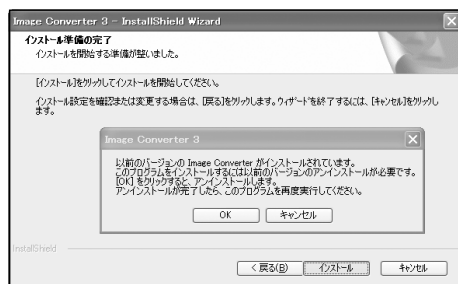 Image Converter 3 - InstallShield Wizard
インストール準備の完了
インストールを開始する準備が整いました。
[インストール]をクリックしてインストールを開始してください。
インストール設定を確認または変更する場合は、[戻る]をクリックします。ウィザードを終了するには、[キャンセル]をクリックし
ます。
Image Converter 3
以前のバージョンの Image Converter がインストールされています。
このプログラムをインストールするには以前のバージョンのアンインストールが必要です。
[OK] をクリックすると、アンインストールします。
アンインストールが完了したら、このプログラムを再度実行してください。
OK
キャンセル
InstallShield
< 戻る(B)
インストール
キャンセル